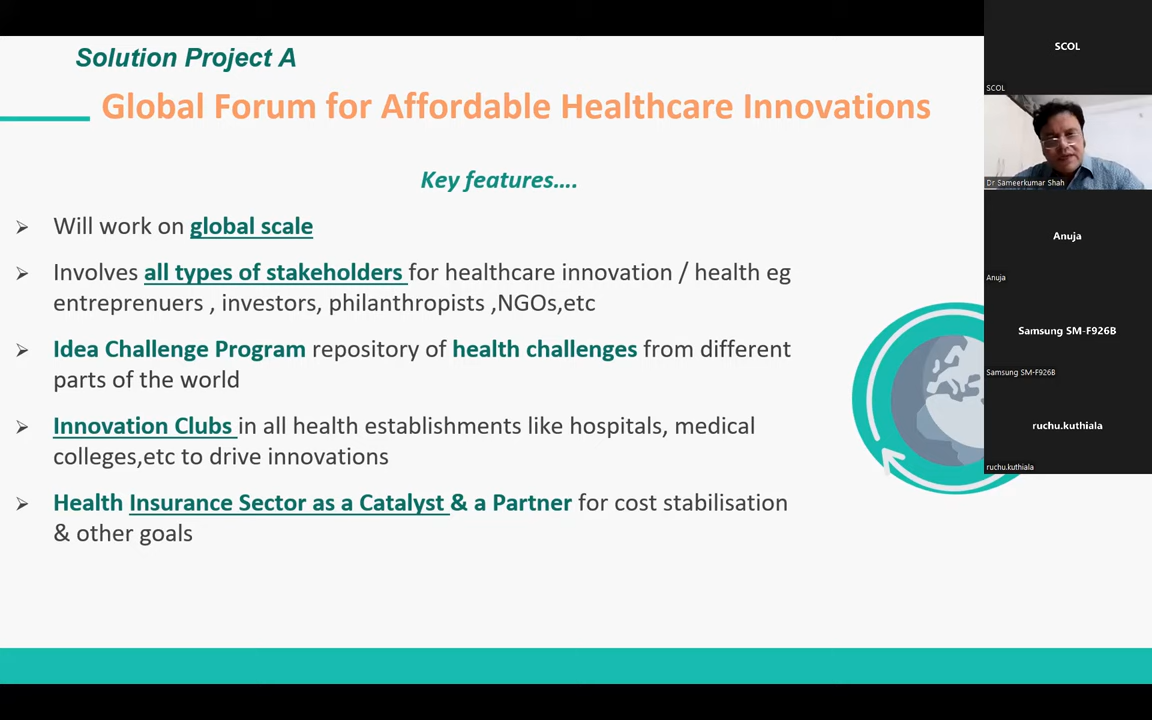 Solution Project A
Global Forum for Affordable Healthcare Innovations
Key features....
Will work on global scale
Involves all types of stakeholders for healthcare innovation / health eg
entreprenuers , investors, philanthropists ,NGOs,etc
Idea Challenge Program repository of health challenges from different
parts of the world
Innovation Clubs in all health establishments like hospitals, medical
colleges,etc to drive innovations
Health Insurance Sector as a Catalyst & a Partner for cost stabilisation
& other goals
SCOL
SCOL
Dr Sameerkumar Shah
Anuja
Anuja
Samsung SM-F926B
Samsung SM-F926B
ruchu.kuthiala
ruchu.kuthiala